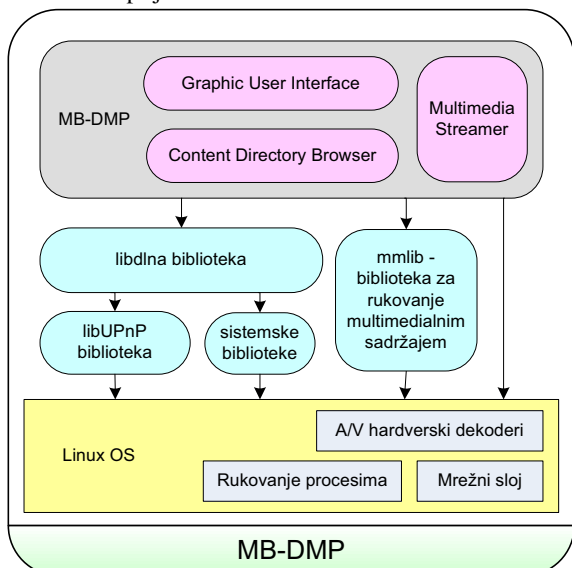 Graphic User Interface
MB-DMP
Content Directory Browser
Multimedia
Streamer
libdlna biblioteka
mmlib -
biblioteka za
rukovanje
multimedialnim
sadržajem
libUPnP
biblioteka
sistemske
biblioteke
Linux OS
A/V hardverski dekoderi
Rukovanje procesima
Mrežni sloj
MB-DMP